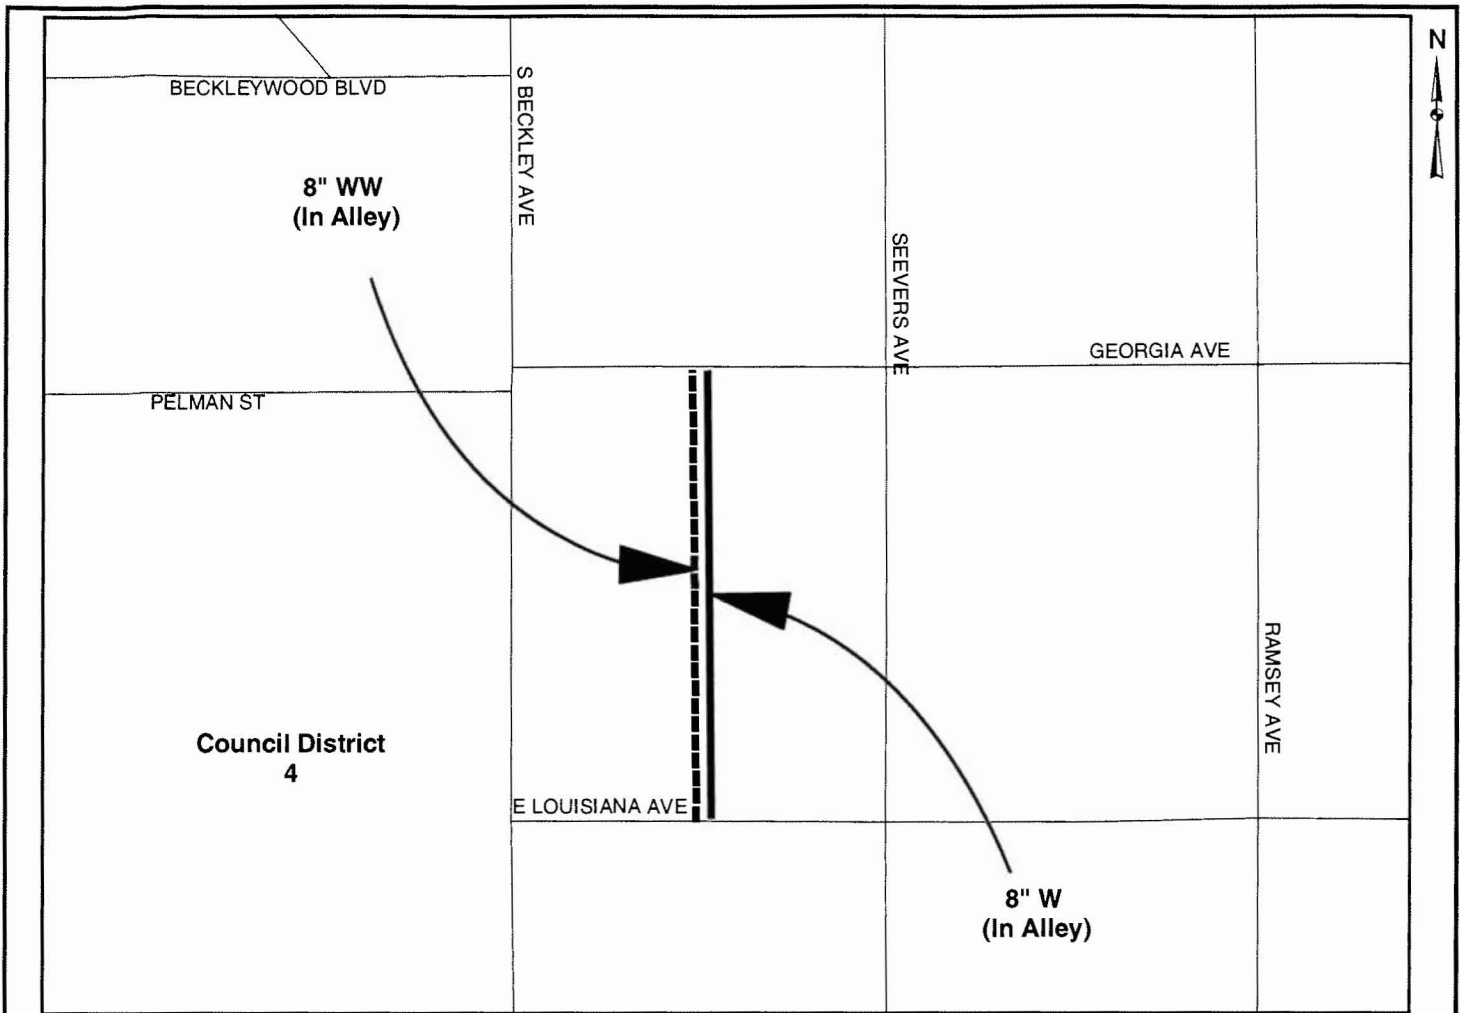 N
BECKLEYWOOD BLVD
S BECKLEY AVE
8" WW
(In Alley)
SEEVERS AVE
GEORGIA AVE
PELMAN ST
RAMSEY AVE
Council District
4
E LOUISIANA AVE
8" W
(In Alley)